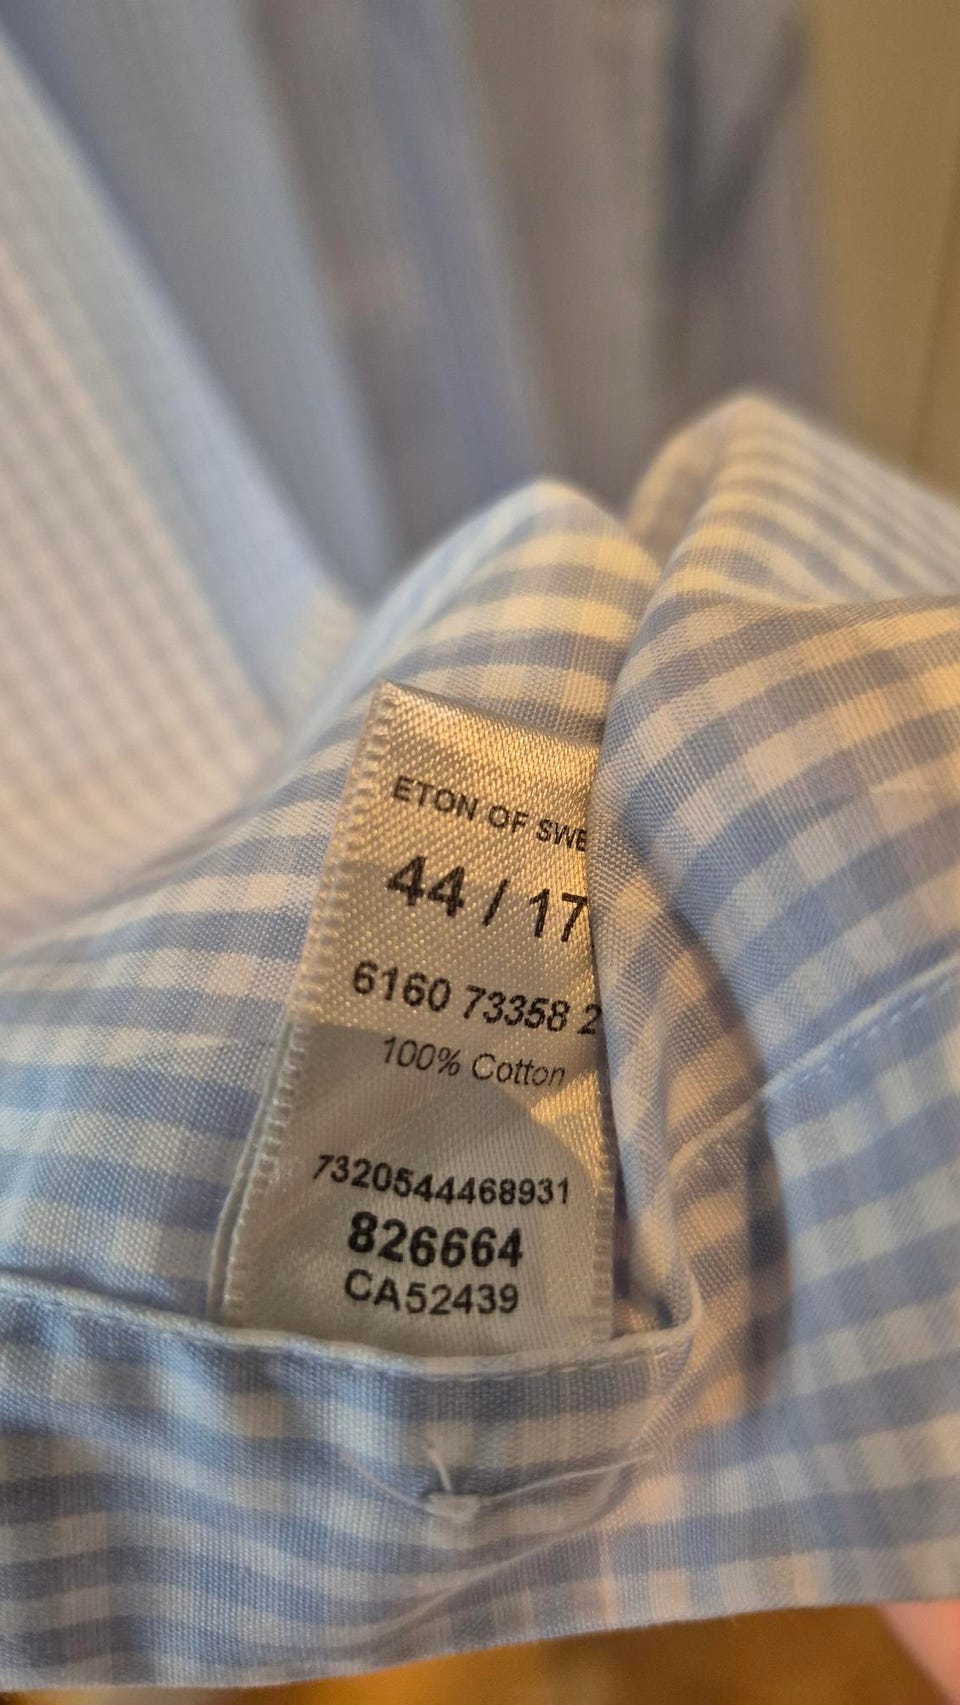 ETON OF SWE
44 / 17
6160 73358 2
100% Cotton
7320544468931
826664
CA52439